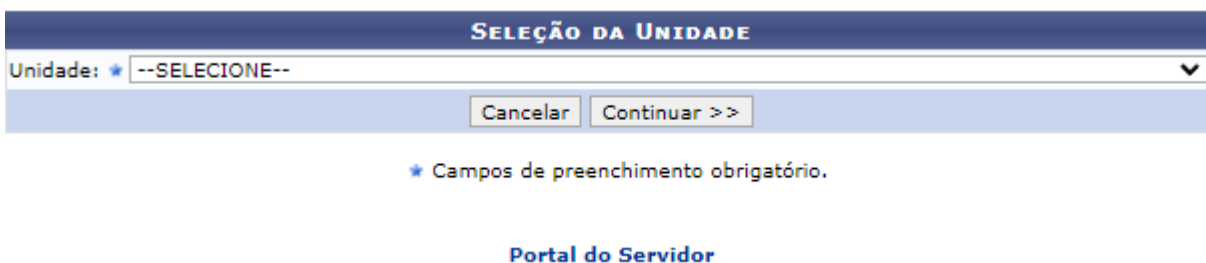 Seleção da Unidade
Unidade: --SELECIONE--
Cancelar Continuar >>
Campos de preenchimento obrigatório.
Portal do Servidor